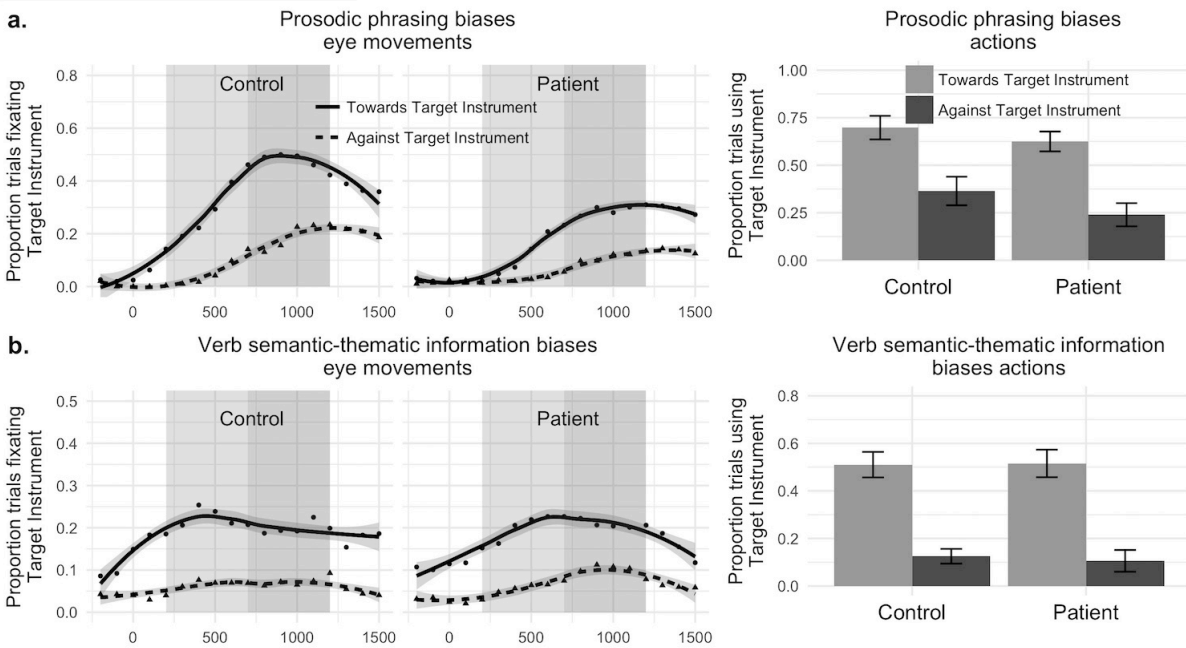 a.
Prosodic phrasing biases
eye movements
Prosodic phrasing biases
actions
Proportion trials fixating
Target Instrument
0.8
0.6
0.4
0.2
0.0
Control
Patient
Towards Target Instrument
Against Target Instrument
0
500
1000
1500
0
500
1000
1500
Proportion trials using
Target Instrument
1.00
0.75
0.50
0.25
0.00
Towards Target Instrument
Against Target Instrument
Control
Patient
b.
Verb semantic-thematic information biases
eye movements
Verb semantic-thematic information
biases actions
Proportion trials fixating
Target Instrument
0.5
0.4
0.3
0.2
0.1
0.0
Control
Patient
0
500
1000
1500
0
500
1000
1500
Proportion trials using
Target Instrument
0.8
0.6
0.4
0.2
0.0
Control
Patient